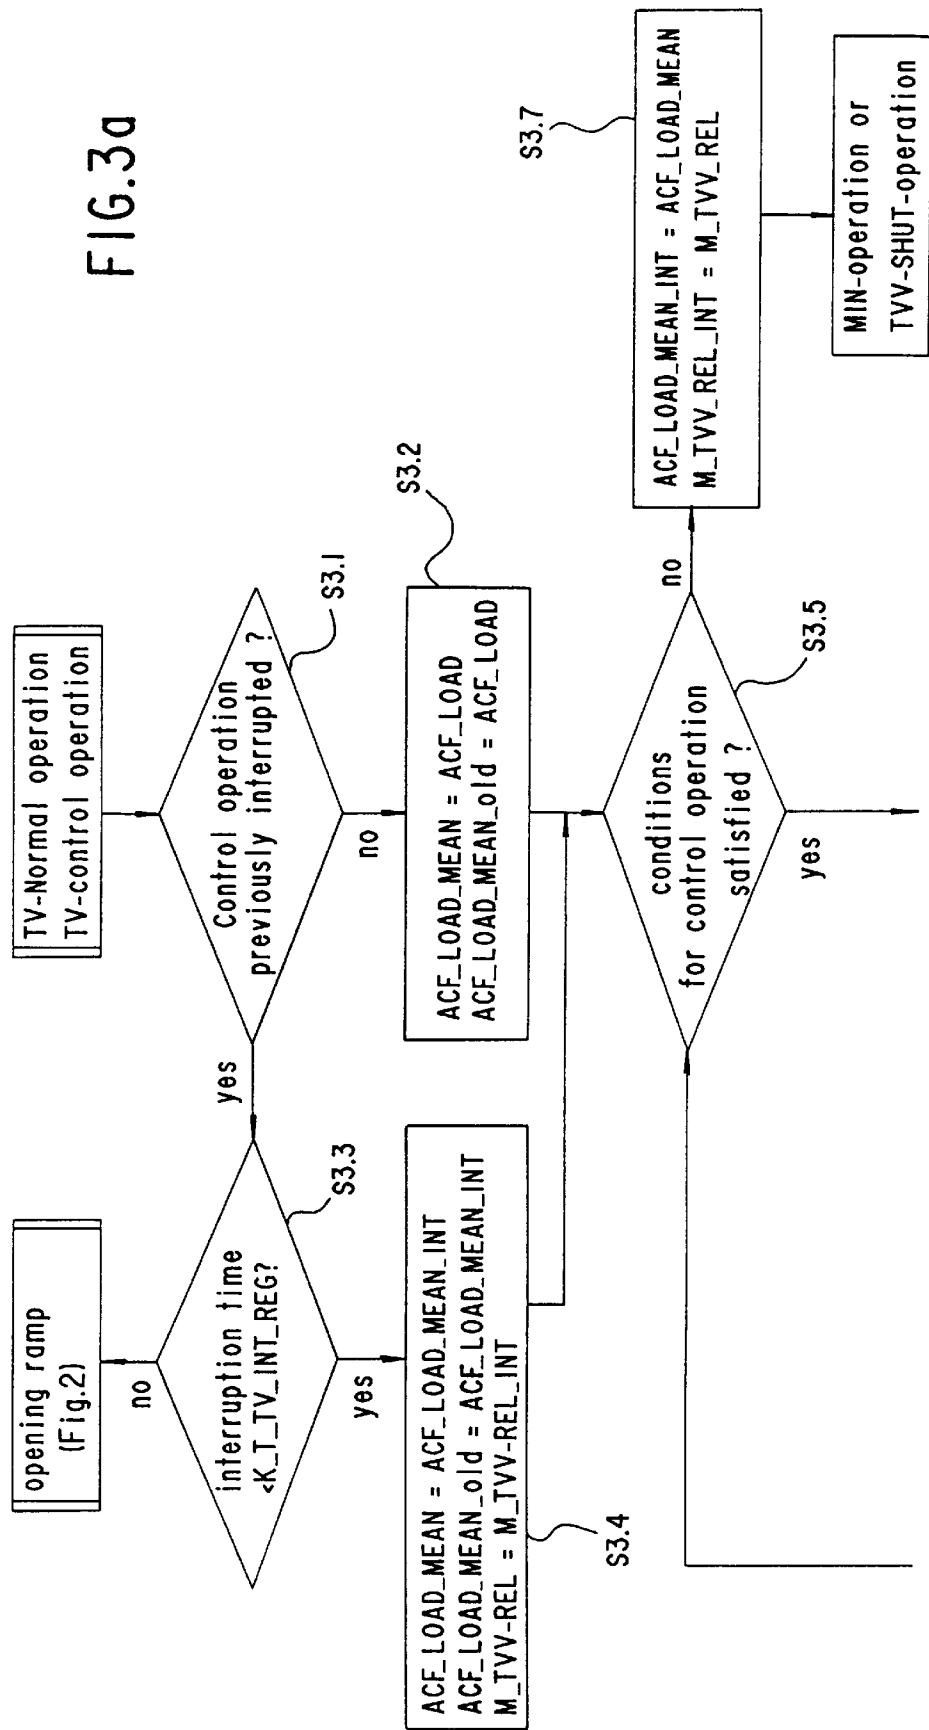 FIG.3a
TV-Normal operation
TV-control operation
opening ramp
(Fig.2)
Control operation
previously interrupted ?
S3.1
yes
no
interruption time
<K_T_TV_INT_REG?
S3.3
no
yes
ACF_LOAD_MEAN = ACF_LOAD
ACF_LOAD_MEAN_old = ACF_LOAD
S3.2
ACF_LOAD_MEAN = ACF_LOAD_MEAN_INT
ACF_LOAD_MEAN_old = ACF_LOAD_MEAN_INT
M_TVV-REL = M_TVV-REL_INT
S3.4
conditions
for control operation
satisfied ?
S3.5
no
yes
ACF_LOAD_MEAN_INT = ACF_LOAD_MEAN
M_TVV_REL_INT = M_TVV_REL
S3.7
MIN-operation or
TVV-SHUT-operation